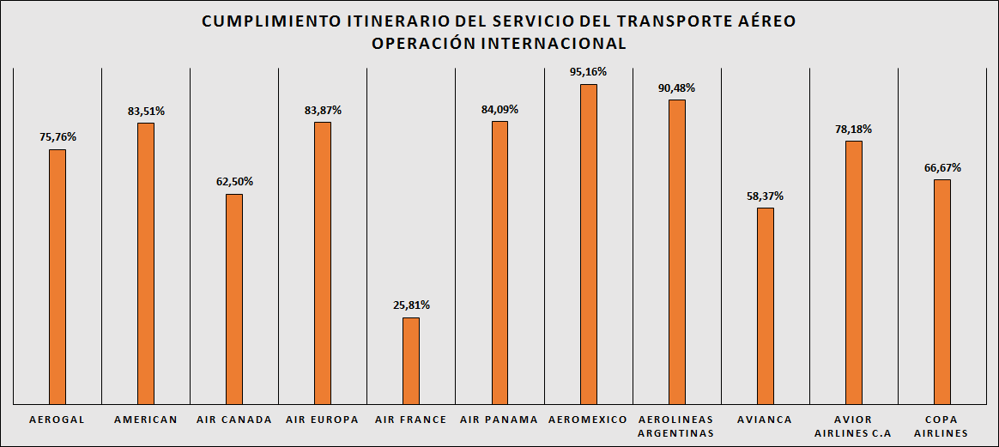 CUMPLIMIENTO ITINERARIO DEL SERVICIO DEL TRANSPORTE AÉREO
OPERACIÓN INTERNACIONAL
75,76%
83,51%
62,50%
83,87%
25,81%
84,09%
95,16%
90,48%
58,37%
78,18%
66,67%
AEROGAL
AMERICAN
AIR CANADA
AIR EUROPA
AIR FRANCE
AIR PANAMA
AEROMEXICO
AEROLINEAS
ARGENTINAS
AVIANCA
AVIOR
AIRLINES C.A
COPA
AIRLINES